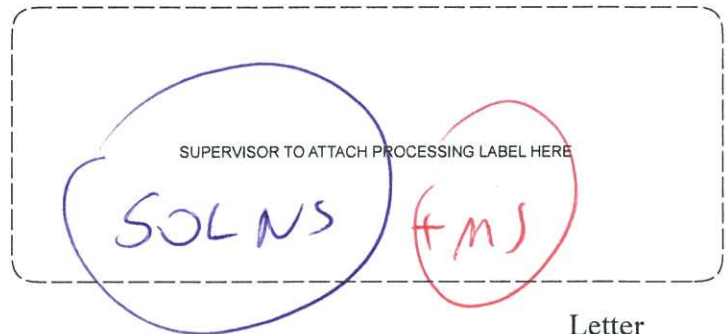 SUPERVISOR TO ATTACH PROCESSING LABEL HERE
SOLNS
+ MS
Letter